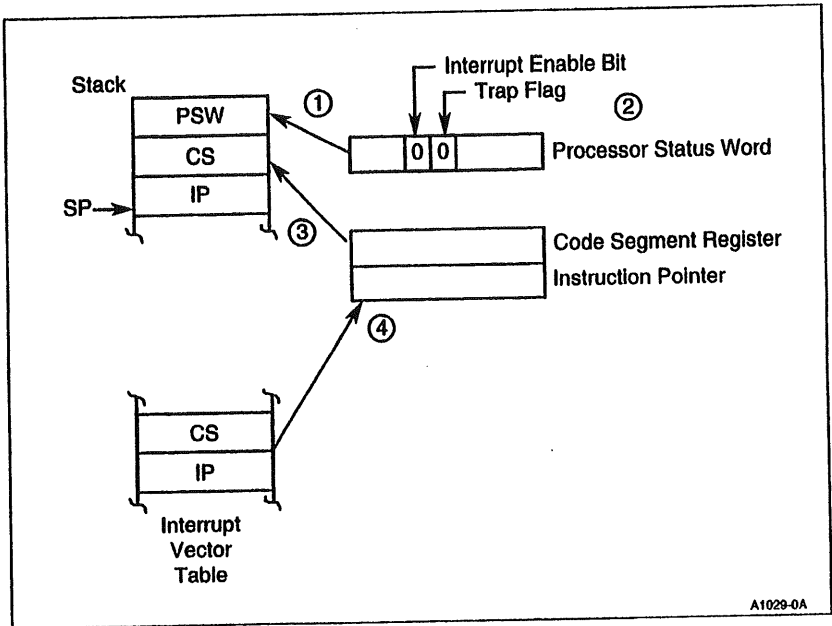 Stack
PSW
CS
IP
SP
①
Interrupt Enable Bit
Trap Flag
②
0 0
Processor Status Word
③
Code Segment Register
Instruction Pointer
④
CS
IP
Interrupt
Vector
Table
A1029-0A